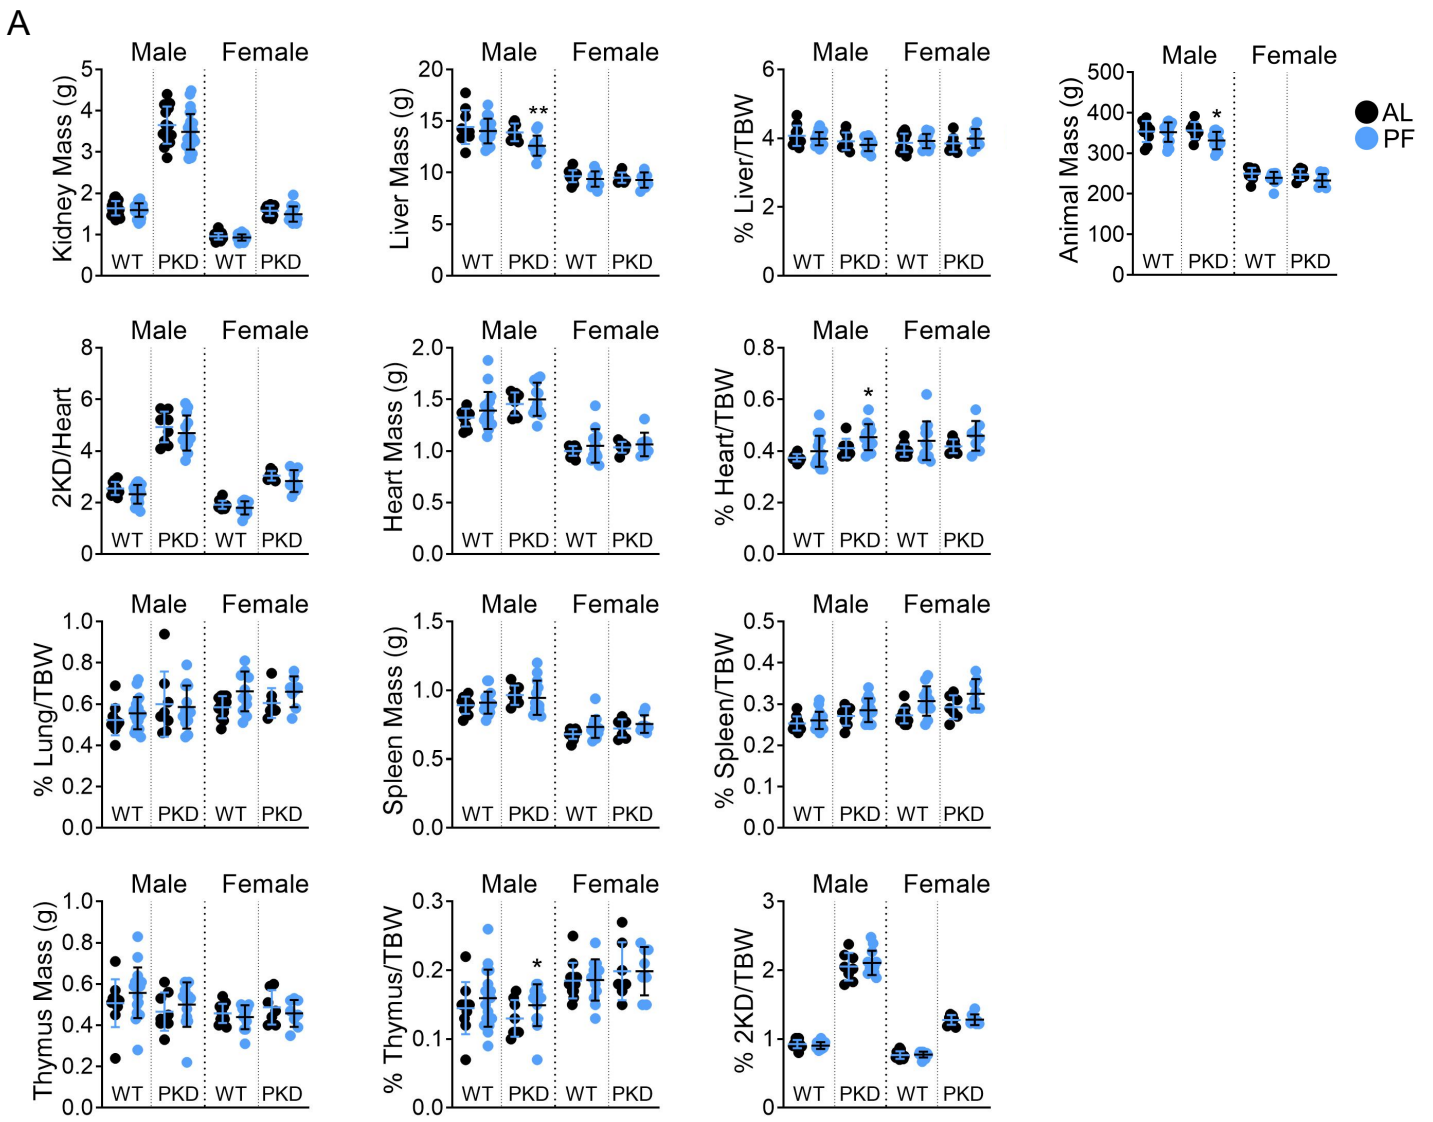 A
Male Female
Kidney Mass (g)
5
4
3
2
1
0
WT PKD WT PKD
Male Female
Liver Mass (g)
20
15
10
5
0
**
WT PKD WT PKD
Male Female
% Liver/TBW
6
4
2
0
WT PKD WT PKD
Male Female
Animal Mass (g)
500
400
300
200
100
0
*
WT PKD WT PKD
AL
PF
Male Female
2KD/Heart
8
6
4
2
0
WT PKD WT PKD
Male Female
Heart Mass (g)
2.0
1.5
1.0
0.5
0.0
WT PKD WT PKD
Male Female
% Heart/TBW
0.8
0.6
0.4
0.2
0.0
*
WT PKD WT PKD
Male Female
% Lung/TBW
1.0
0.8
0.6
0.4
0.2
0.0
WT PKD WT PKD
Male Female
Spleen Mass (g)
1.5
1.0
0.5
0.0
WT PKD WT PKD
Male Female
% Spleen/TBW
0.5
0.4
0.3
0.2
0.1
0.0
WT PKD WT PKD
Male Female
Thymus Mass (g)
1.0
0.8
0.6
0.4
0.2
0.0
WT PKD WT PKD
Male Female
% Thymus/TBW
0.3
0.2
0.1
0.0
*
WT PKD WT PKD
Male Female
% 2KD/TBW
3
2
1
0
WT PKD WT PKD